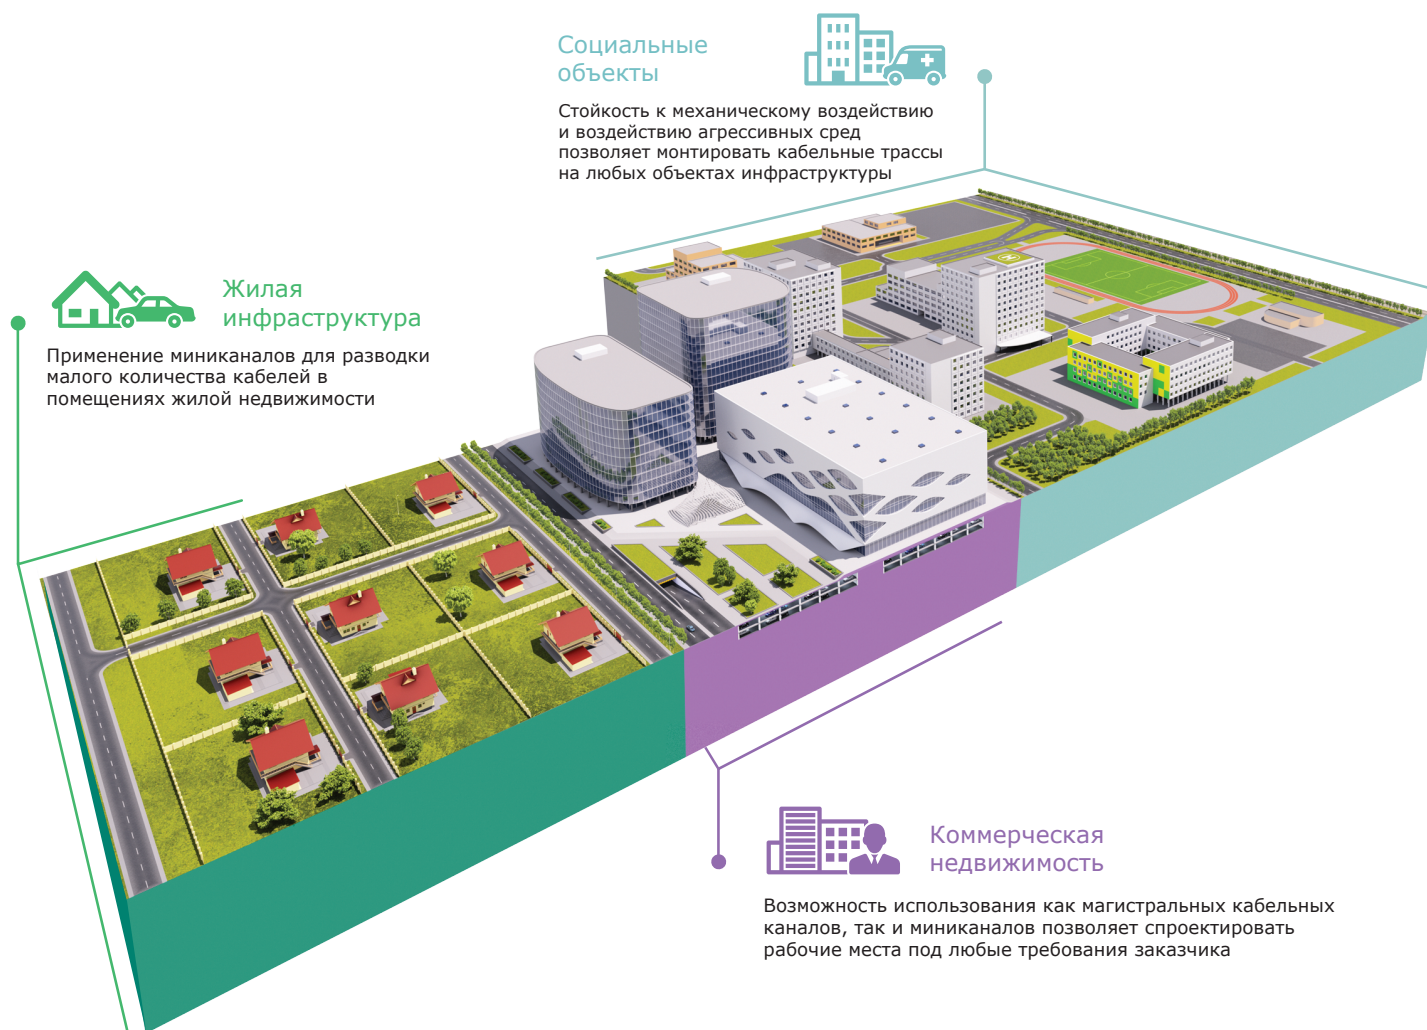 Социальные
объекты
Стойкость к механическому воздействию
и воздействию агрессивных сред
позволяет монтировать кабельные трассы
на любых объектах инфраструктуры
Жилая
инфраструктура
Применение миниканалов для разводки
малого количества кабелей в
помещениях жилой недвижимости
Коммерческая
недвижимость
Возможность использования как магистральных кабельных
каналов, так и миниканалов позволяет спроектировать
рабочие места под любые требования заказчика